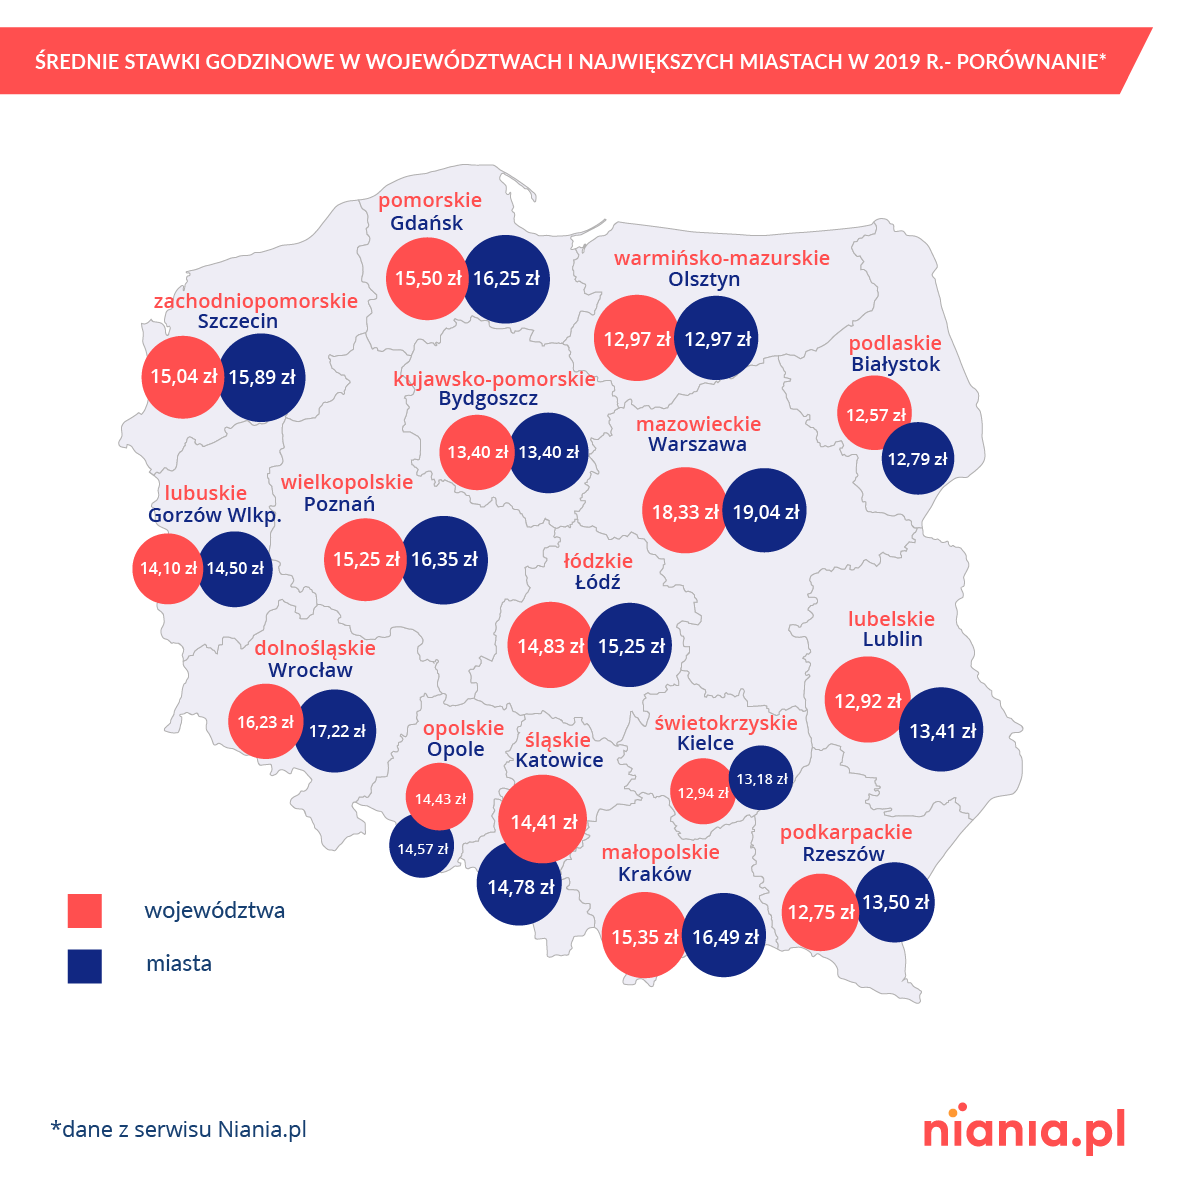 ŚREDNIE STAWKI GODZINOWE W WOJEWÓDZTWACH I NAJWIĘKSZYCH MIASTACH W 2019 R.- PORÓWNANIE*
pomorskie
Gdańsk
15,50 zł
16,25 zł
warmińsko-mazurskie
Olsztyn
12,97 zł
12,97 zł
zachodniopomorskie
Szczecin
15,04 zł
15,89 zł
podlaskie
Białystok
12,57 zł
12,79 zł
kujawsko-pomorskie
Bydgoszcz
13,40 zł
13,40 zł
mazowieckie
Warszawa
18,33 zł
19,04 zł
lubuskie
Gorzów Wlkp.
14,10 zł
14,50 zł
wielkopolskie
Poznań
15,25 zł
16,35 zł
łódzkie
Łódź
14,83 zł
15,25 zł
lubelskie
Lublin
12,92 zł
13,41 zł
dolnośląskie
Wrocław
16,23 zł
17,22 zł
opolskie
Opole
14,43 zł
14,57 zł
śląskie
Katowice
14,41 zł
14,78 zł
świetokrzyskie
Kielce
12,94 zł
13,18 zł
małopolskie
Kraków
15,35 zł
16,49 zł
podkarpackie
Rzeszów
12,75 zł
13,50 zł
województwa
miasta
*dane z serwisu Niania.pl
niania.pl